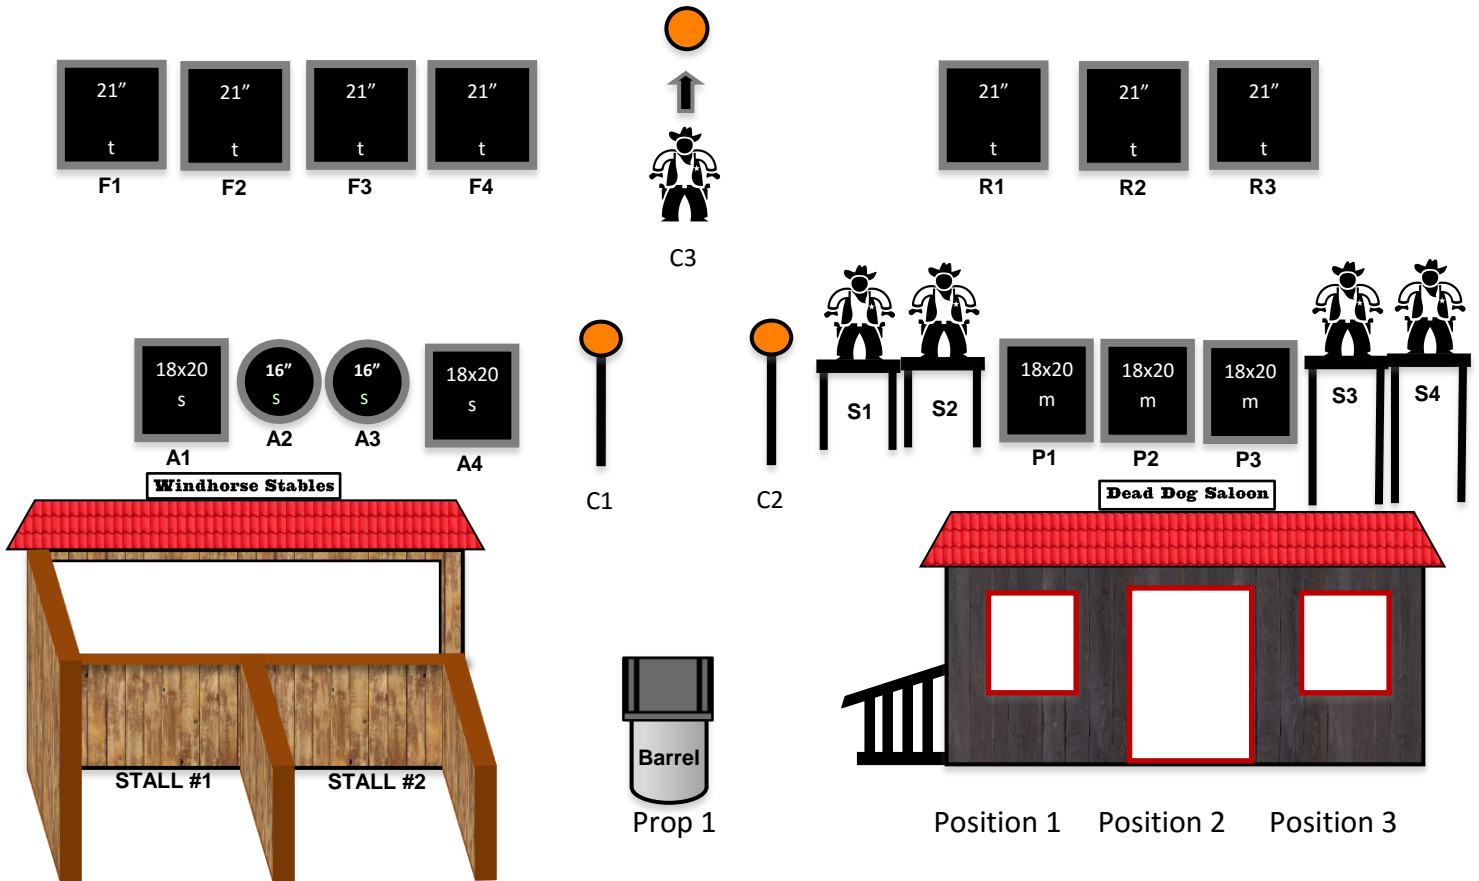 21”
t
F1
21”
t
F2
21”
t
F3
21”
t
F4
C3
21”
t
R1
21”
t
R2
21”
t
R3
18x20
s
A1
16”
s
A2
16”
s
A3
18x20
s
A4
C1
C2
S1
S2
18x20
m
P1
18x20
m
P2
18x20
m
P3
S3
S4
Windhorse Stables
Dead Dog Saloon
STALL #1
STALL #2
Barrel
Prop 1
Position 1
Position 2
Position 3